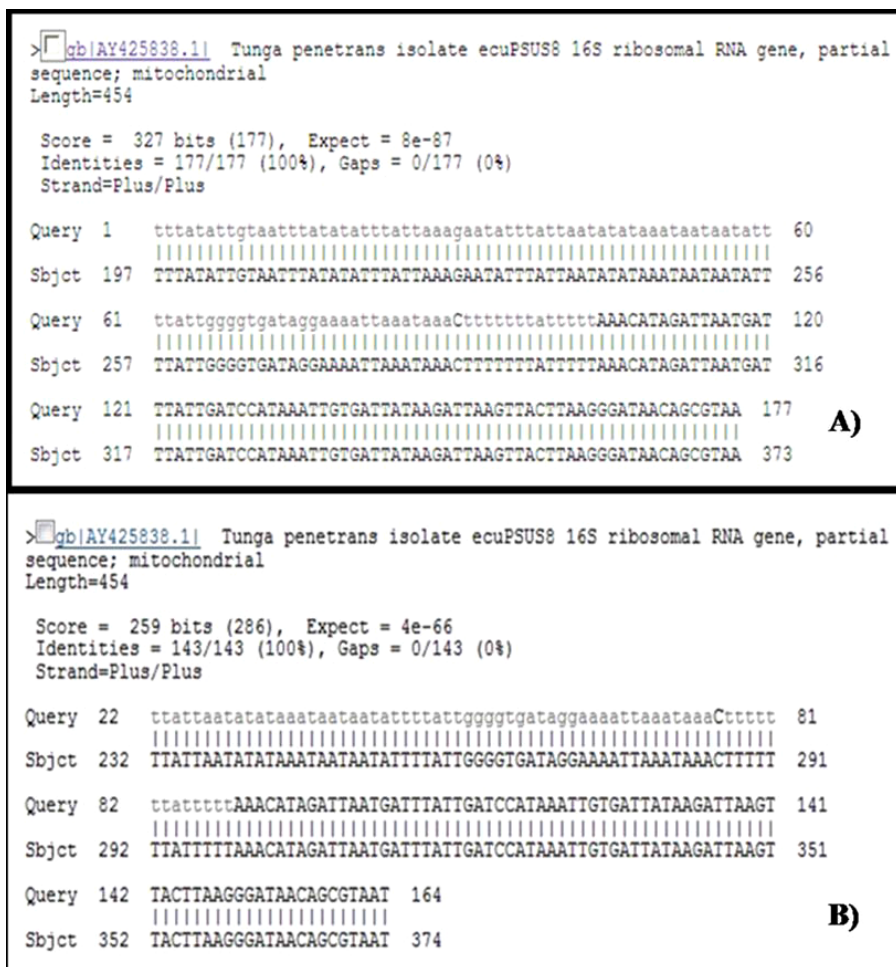 >gb|AY425838.1| Tunga penetrans isolate ecuPSUS8 16S ribosomal RNA gene, partial
sequence; mitochondrial
Length=454
Score = 327 bits (177), Expect = 8e-87
Identities = 177/177 (100%), Gaps = 0/177 (0%)
Strand=Plus/Plus
Query 1 tttatattgtaatttatatatttattaaagaatatttattaatatataaataataatatt 60
||||||||||||||||||||||||||||||||||||||||||||||||||||||||||||
Sbjct 197 TTTATATTGTAATTTATATATTTATTAAAGAATATTTATTAATATATAAATAATAATATT 256
Query 61 ttattggggtgataggaaaattaaataaaCttttttttatttttAAACATAGATTAATGAT 120
||||||||||||||||||||||||||||||||||||||||||||||||||||||||||||
Sbjct 257 TTATTGGGGTGATAGGAAAATTAAATAAACTTTTTTTTATTTTTAAACATAGATTAATGAT 316
Query 121 TTATTGATCCATAAATTGTGATTATAAGATTAAGTTACTTAAGGGATAACAGCGTAA 177
|||||||||||||||||||||||||||||||||||||||||||||||||||||||||
Sbjct 317 TTATTGATCCATAAATTGTGATTATAAGATTAAGTTACTTAAGGGATAACAGCGTAA 373
A)
>gb|AY425838.1| Tunga penetrans isolate ecuPSUS8 16S ribosomal RNA gene, partial
sequence; mitochondrial
Length=454
Score = 259 bits (286), Expect = 4e-66
Identities = 143/143 (100%), Gaps = 0/143 (0%)
Strand=Plus/Plus
Query 22 ttattaatatataaataataatattttattggggtgataggaaaattaaataaaCttttt 81
||||||||||||||||||||||||||||||||||||||||||||||||||||||||||||
Sbjct 232 TTATTAATATATAAATAATAATATTTTATTGGGGTGATAGGAAAATTAAATAAACTTTTT 291
Query 82 ttatttttAAACATAGATTAATGATTTATTGATCCATAAATTGTGATTATAAGATTAAGT 141
||||||||||||||||||||||||||||||||||||||||||||||||||||||||||||
Sbjct 292 TTATTTTTAAACATAGATTAATGATTTATTGATCCATAAATTGTGATTATAAGATTAAGT 351
Query 142 TACTTAAGGGATAACAGCGTAAT 164
|||||||||||||||||||||||
Sbjct 352 TACTTAAGGGATAACAGCGTAAT 374
B)